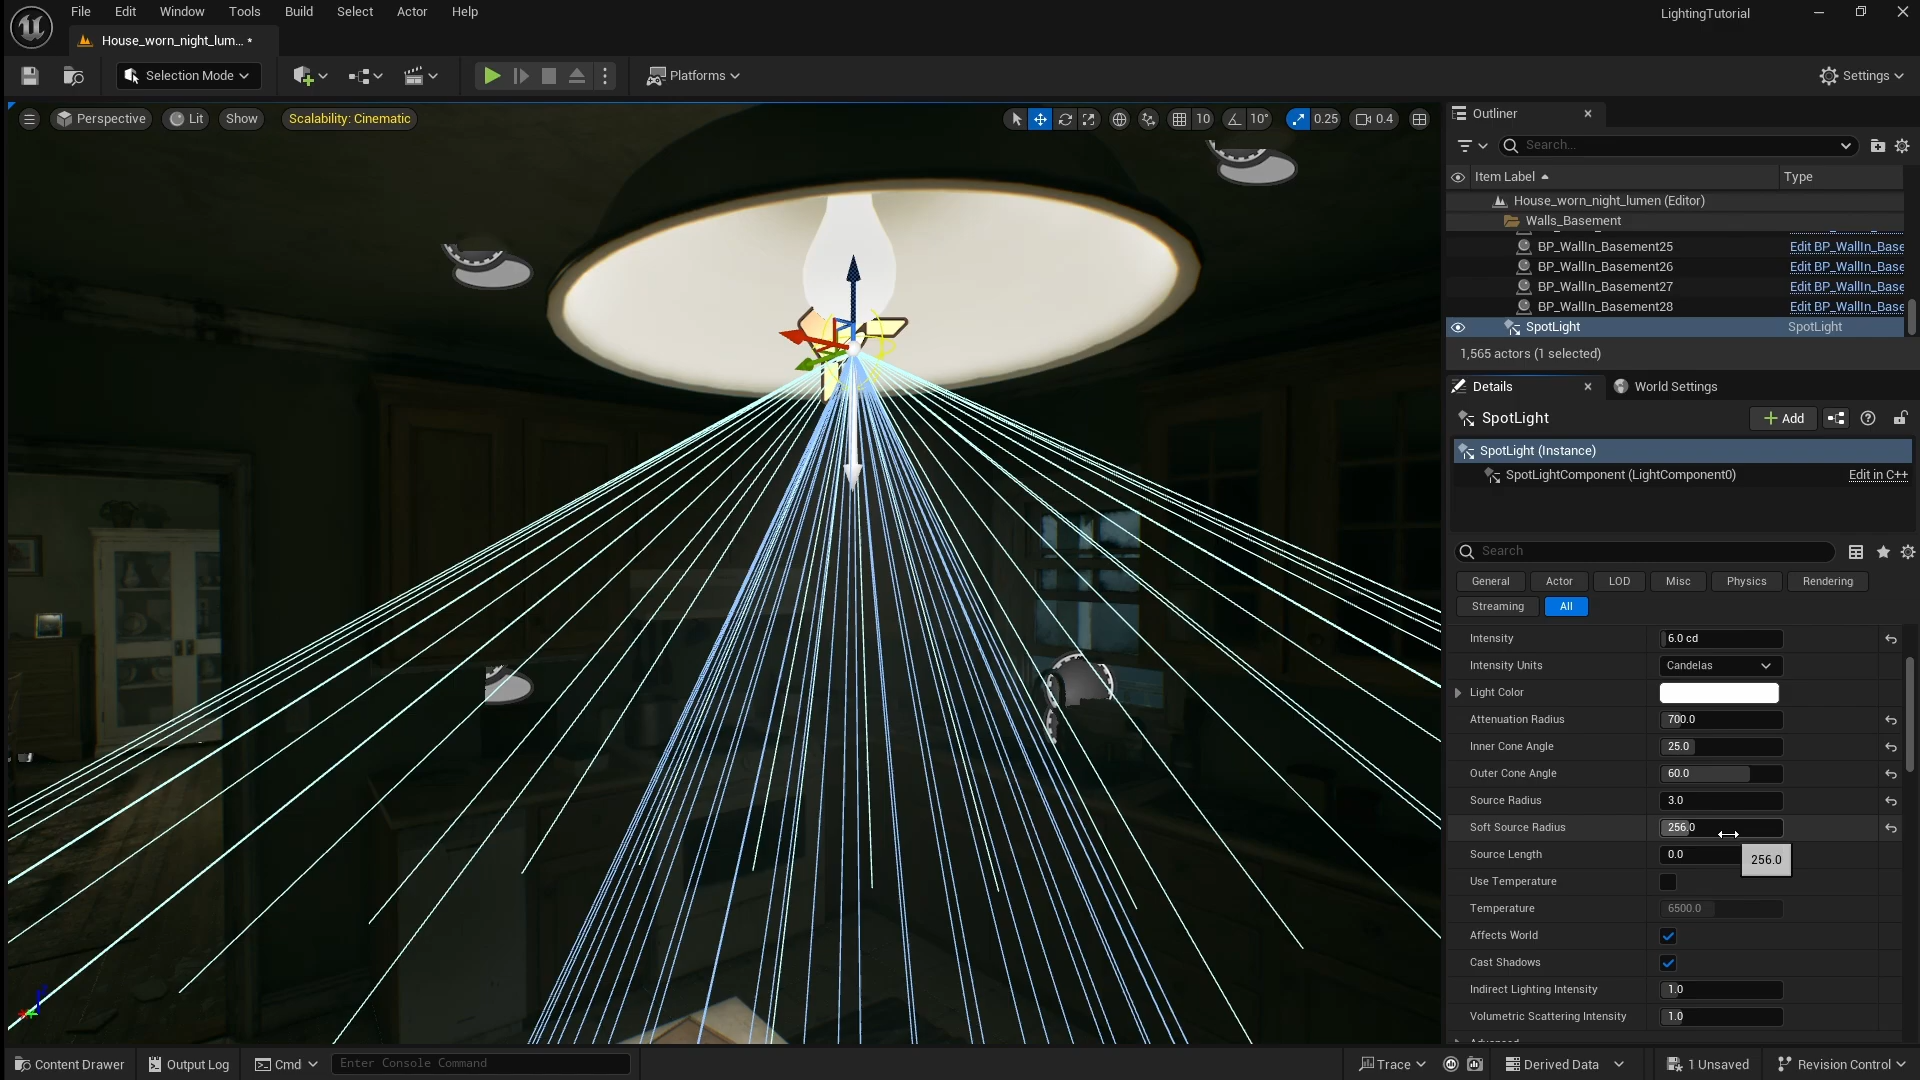 File Edit Window Tools Build Select Actor Help
LightingTutorial
House_worn_night_lum... •
Selection Mode
Platforms
Settings
Perspective Lit Show Scalability: Cinematic
10 10° 0.25 0.4
Outliner
Search...
Item Label Type
House_worn_night_lumen (Editor)
Walls_Basement
BP_WallIn_Basement25 Edit BP_WallIn_Base
BP_WallIn_Basement26 Edit BP_WallIn_Base
BP_WallIn_Basement27 Edit BP_WallIn_Base
BP_WallIn_Basement28 Edit BP_WallIn_Base
SpotLight SpotLight
1,565 actors (1 selected)
Details World Settings
SpotLight
Add
SpotLight (Instance)
SpotLightComponent (LightComponent0) Edit in C++
Search
General Actor LOD Misc Physics Rendering
Streaming All
Intensity 6.0 cd
Intensity Units Candelas
Light Color
Attenuation Radius 700.0
Inner Cone Angle 25.0
Outer Cone Angle 60.0
Source Radius 3.0
Soft Source Radius 256.0
Source Length 0.0
256.0
Use Temperature
Temperature 6500.0
Affects World
Cast Shadows
Indirect Lighting Intensity 1.0
Volumetric Scattering Intensity 1.0
Content Drawer Output Log Cmd Enter Console Command Trace Derived Data 1 Unsaved Revision Control